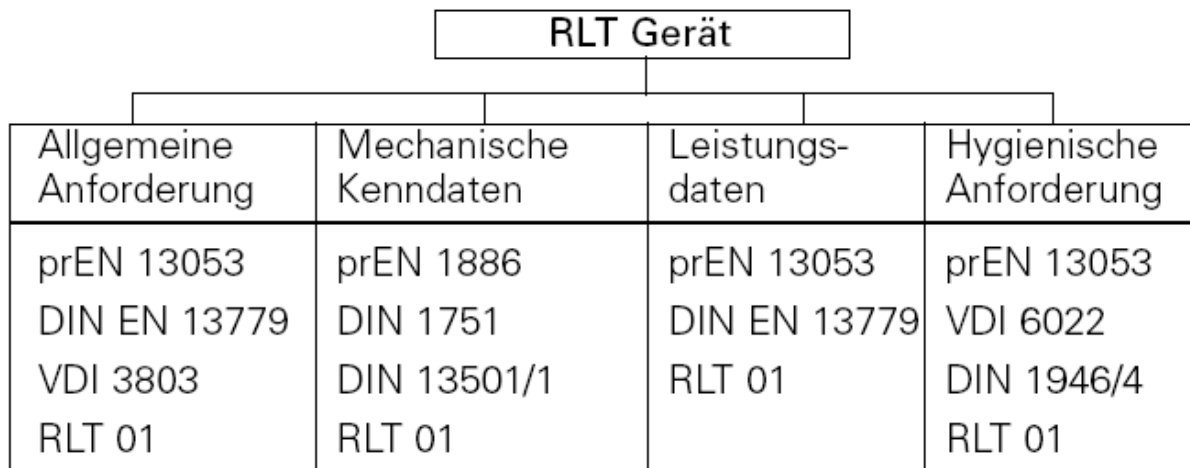 RLT Gerät
Allgemeine
Anforderung
Mechanische
Kenndaten
Leistungs-
daten
Hygienische
Anforderung
prEN 13053
DIN EN 13779
VDI 3803
RLT 01
prEN 1886
DIN 1751
DIN 13501/1
RLT 01
prEN 13053
DIN EN 13779
RLT 01
prEN 13053
VDI 6022
DIN 1946/4
RLT 01